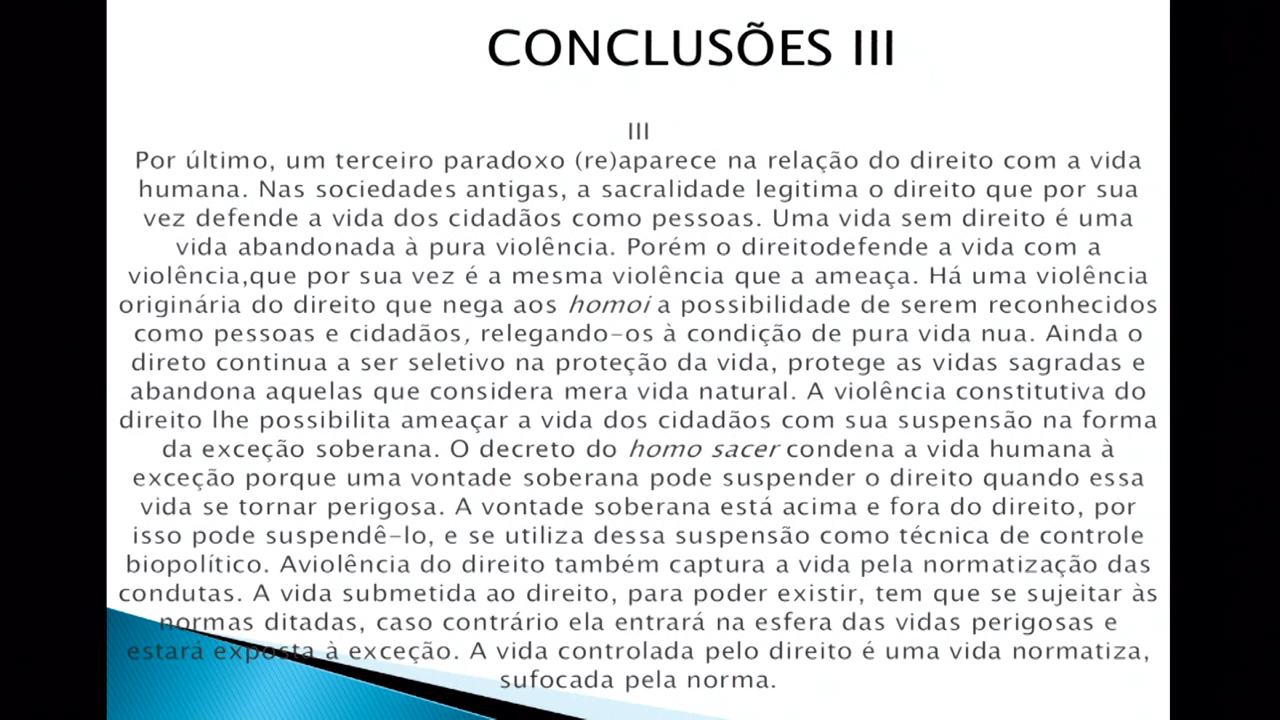 CONCLUSÕES III
III
Por último, um terceiro paradoxo (re)aparece na relação do direito com a vida
humana. Nas sociedades antigas, a sacralidade legitima o direito que por sua
vez defende a vida dos cidadãos como pessoas. Uma vida sem direito é uma
vida abandonada à pura violência. Porém o direitodefende a vida com a
violência,que por sua vez é a mesma violência que a ameaça. Há uma violência
originária do direito que nega aos homoi a possibilidade de serem reconhecidos
como pessoas e cidadãos, relegando-os à condição de pura vida nua. Ainda o
direto continua a ser seletivo na proteção da vida, protege as vidas sagradas e
abandona aquelas que considera mera vida natural. A violência constitutiva do
direito lhe possibilita ameaçar a vida dos cidadãos com sua suspensão na forma
da exceção soberana. O decreto do homo sacer condena a vida humana à
exceção porque uma vontade soberana pode suspender o direito quando essa
vida se tornar perigosa. A vontade soberana está acima e fora do direito, por
isso pode suspendê-lo, e se utiliza dessa suspensão como técnica de controle
biopolítico. Aviolência do direito também captura a vida pela normatização das
condutas. A vida submetida ao direito, para poder existir, tem que se sujeitar às
normas ditadas, caso contrário ela entrará na esfera das vidas perigosas e
estará exposta à exceção. A vida controlada pelo direito é uma vida normatiza,
sufocada pela norma.